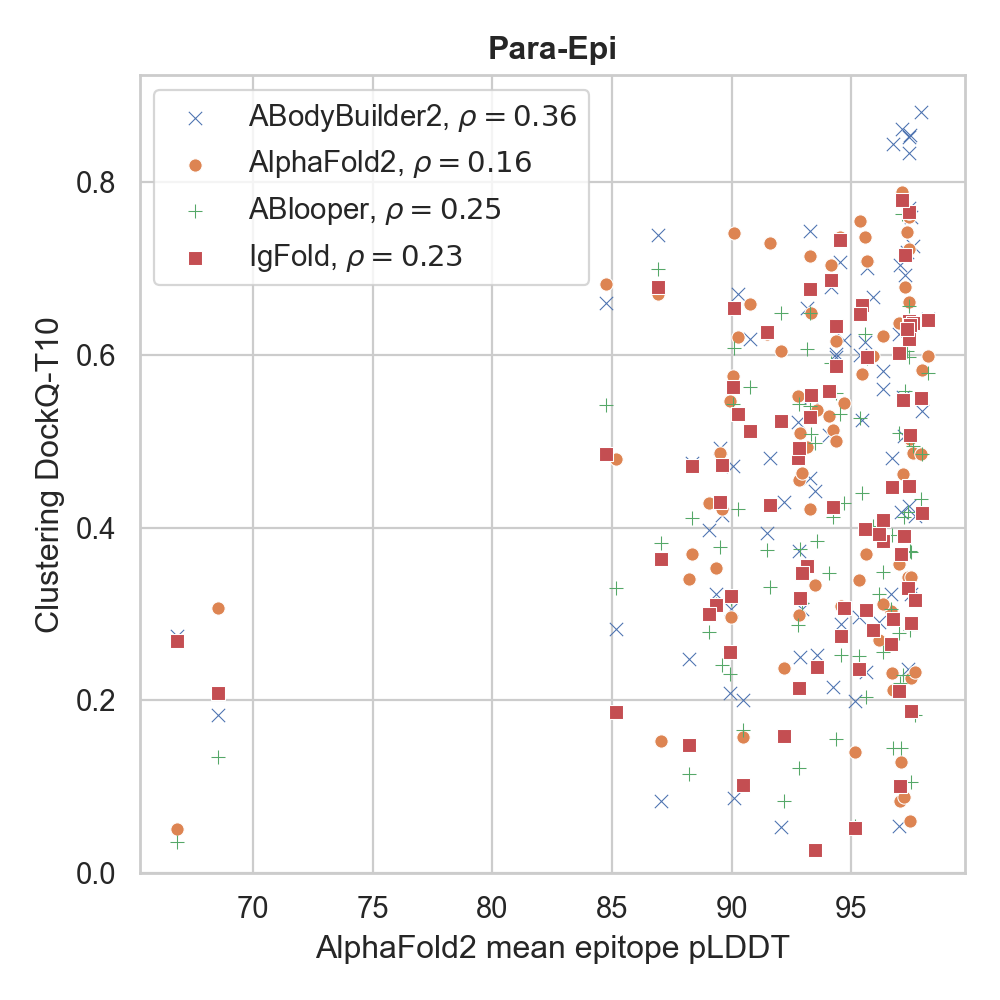 Para-Epi
ABodyBuilder2, ρ = 0.36
AlphaFold2, ρ = 0.16
ABlooper, ρ = 0.25
IgFold, ρ = 0.23
0.8
0.6
0.4
0.2
0.0
Clustering DockQ-T10
70 75 80 85 90 95
AlphaFold2 mean epitope pLDDT